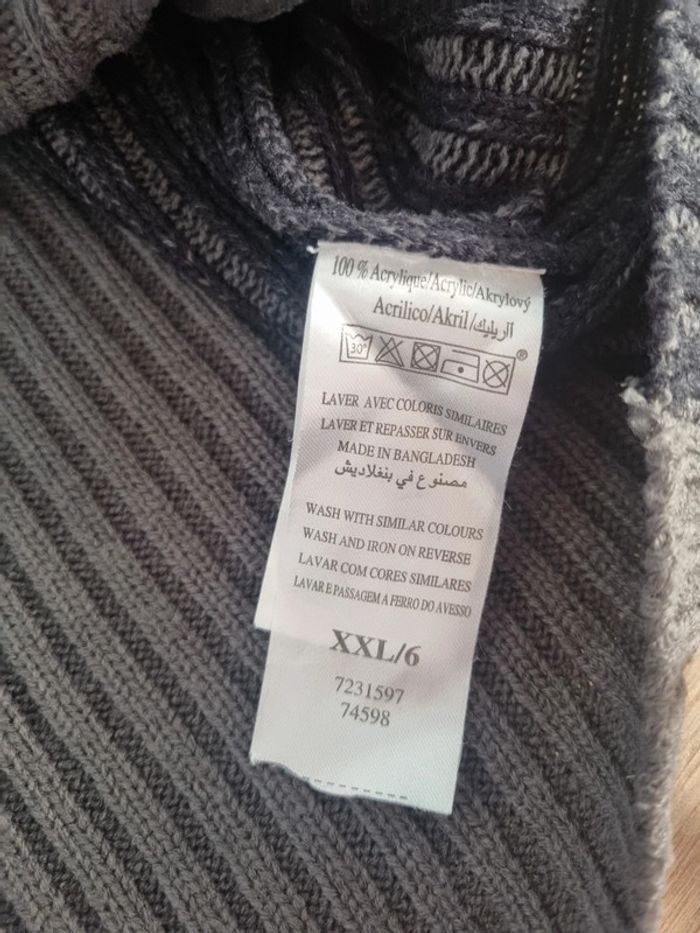 100 % Acrylique/Acrylic/Akrylový
Acrilico/Akril/اكريليك
30°
®
LAVER AVEC COLORIS SIMILAIRES
LAVER ET REPASSER SUR ENVERS
MADE IN BANGLADESH
مصنوع في بنغلاديش
WASH WITH SIMILAR COLOURS
WASH AND IRON ON REVERSE
LAVAR COM CORES SIMILARES
LAVAR E PASSAGEM A FERRO DO AVESSO
XXL/6
7231597
74598